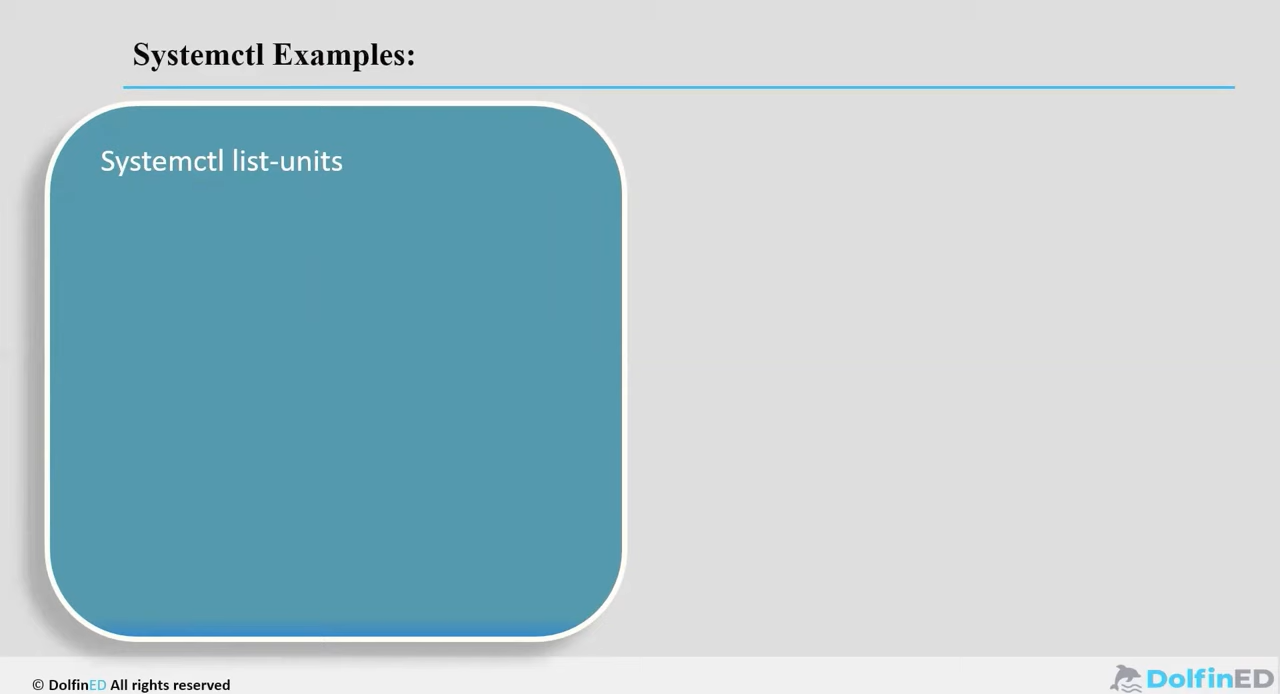 Systemctl Examples:
Systemctl list-units
© DolfinED All rights reserved
DolfinED